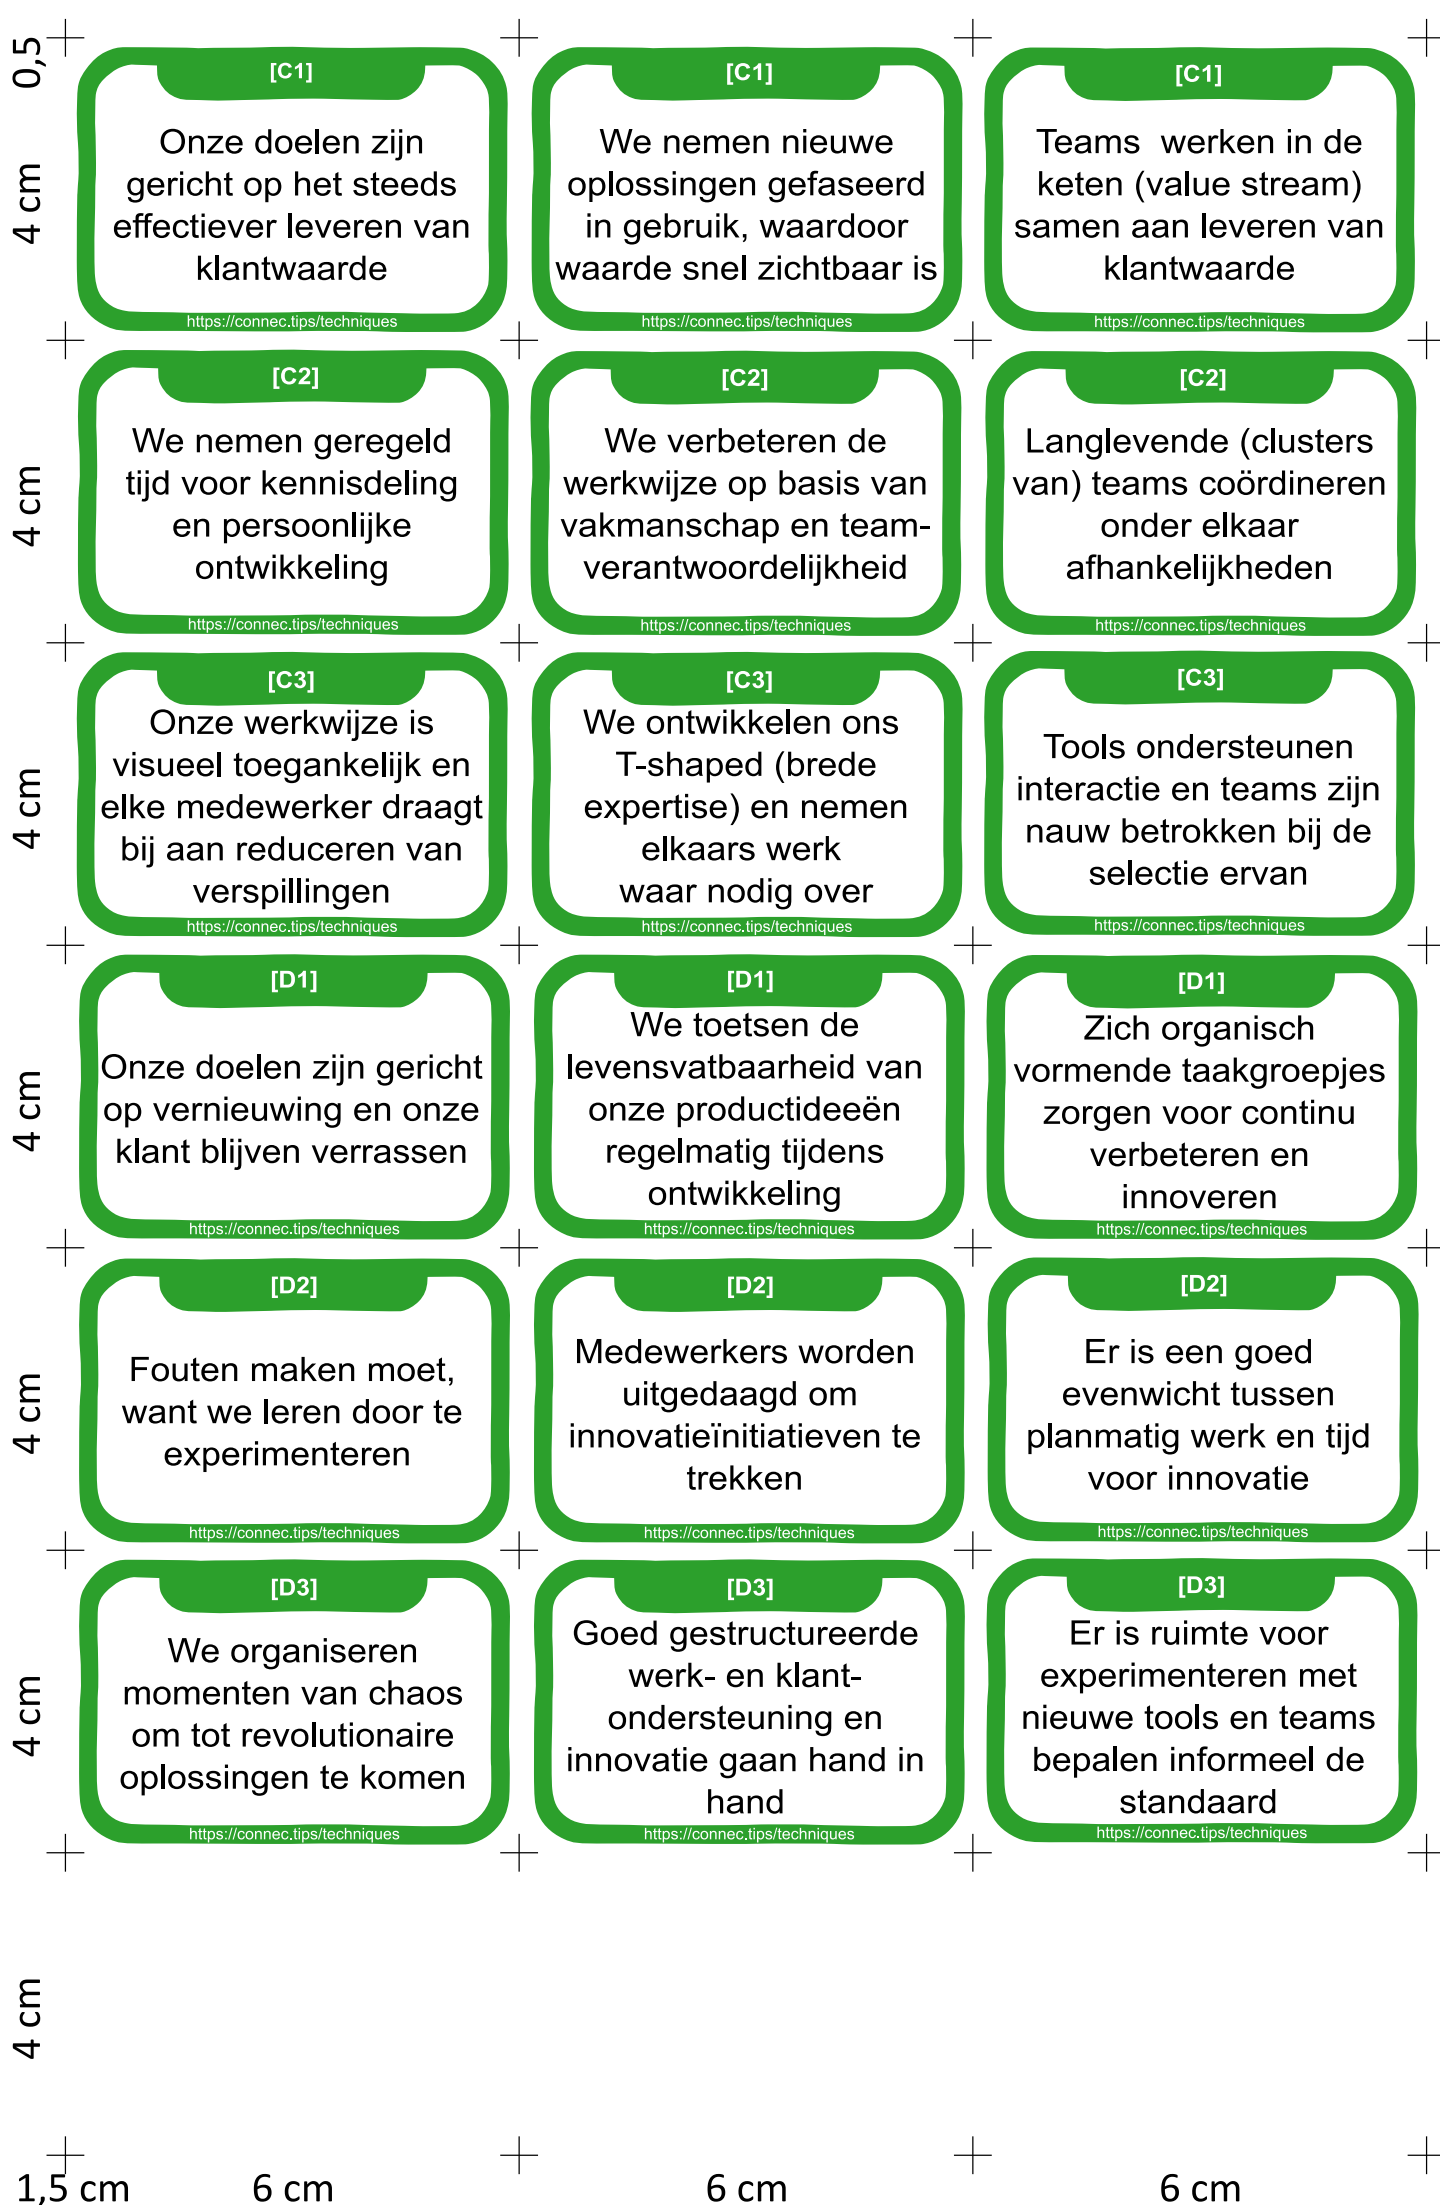 0,5
[C1]
Onze doelen zijn
gericht op het steeds
effectiever leveren van
klantwaarde
https://connec.tips/techniques
[C1]
We nemen nieuwe
oplossingen gefaseerd
in gebruik, waardoor
waarde snel zichtbaar is
https://connec.tips/techniques
[C1]
Teams werken in de
keten (value stream)
samen aan leveren van
klantwaarde
https://connec.tips/techniques
4 cm
[C2]
We nemen geregeld
tijd voor kennisdeling
en persoonlijke
ontwikkeling
https://connec.tips/techniques
[C2]
We verbeteren de
werkwijze op basis van
vakmanschap en team-
verantwoordelijkheid
https://connec.tips/techniques
[C2]
Langlevende (clusters
van) teams coördineren
onder elkaar
afhankelijkheden
https://connec.tips/techniques
4 cm
[C3]
Onze werkwijze is
visueel toegankelijk en
elke medewerker draagt
bij aan reduceren van
verspillingen
https://connec.tips/techniques
[C3]
We ontwikkelen ons
T-shaped (brede
expertise) en nemen
elkaars werk
waar nodig over
https://connec.tips/techniques
[C3]
Tools ondersteunen
interactie en teams zijn
nauw betrokken bij de
selectie ervan
https://connec.tips/techniques
4 cm
[D1]
Onze doelen zijn gericht
op vernieuwing en onze
klant blijven verrassen
https://connec.tips/techniques
[D1]
We toetsen de
levensvatbaarheid van
onze productideeën
regelmatig tijdens
ontwikkeling
https://connec.tips/techniques
[D1]
Zich organisch
vormende taakgroepjes
zorgen voor continu
verbeteren en
innoveren
https://connec.tips/techniques
4 cm
[D2]
Fouten maken moet,
want we leren door te
experimenteren
https://connec.tips/techniques
[D2]
Medewerkers worden
uitgedaagd om
innovatieïnitiatieven te
trekken
https://connec.tips/techniques
[D2]
Er is een goed
evenwicht tussen
planmatig werk en tijd
voor innovatie
https://connec.tips/techniques
4 cm
[D3]
We organiseren
momenten van chaos
om tot revolutionaire
oplossingen te komen
https://connec.tips/techniques
[D3]
Goed gestructureerde
werk- en klant-
ondersteuning en
innovatie gaan hand in
hand
https://connec.tips/techniques
[D3]
Er is ruimte voor
experimenteren met
nieuwe tools en teams
bepalen informeel de
standaard
https://connec.tips/techniques
4 cm
4 cm
1,5 cm
6 cm
6 cm
6 cm